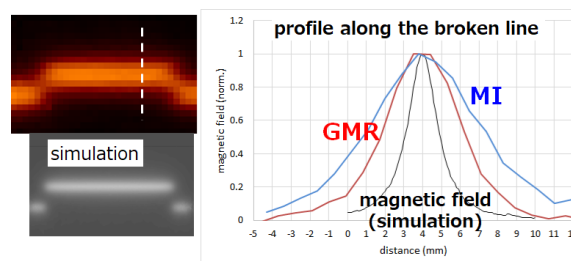 simulation
profile along the broken line
magnetic field (norm.)
1.2
1
0.8
0.6
0.4
0.2
0
GMR
MI
magnetic field
(simulation)
-5 -4 -3 -2 -1 0 1 2 3 4 5 6 7 8 9 10 11
distance (mm)